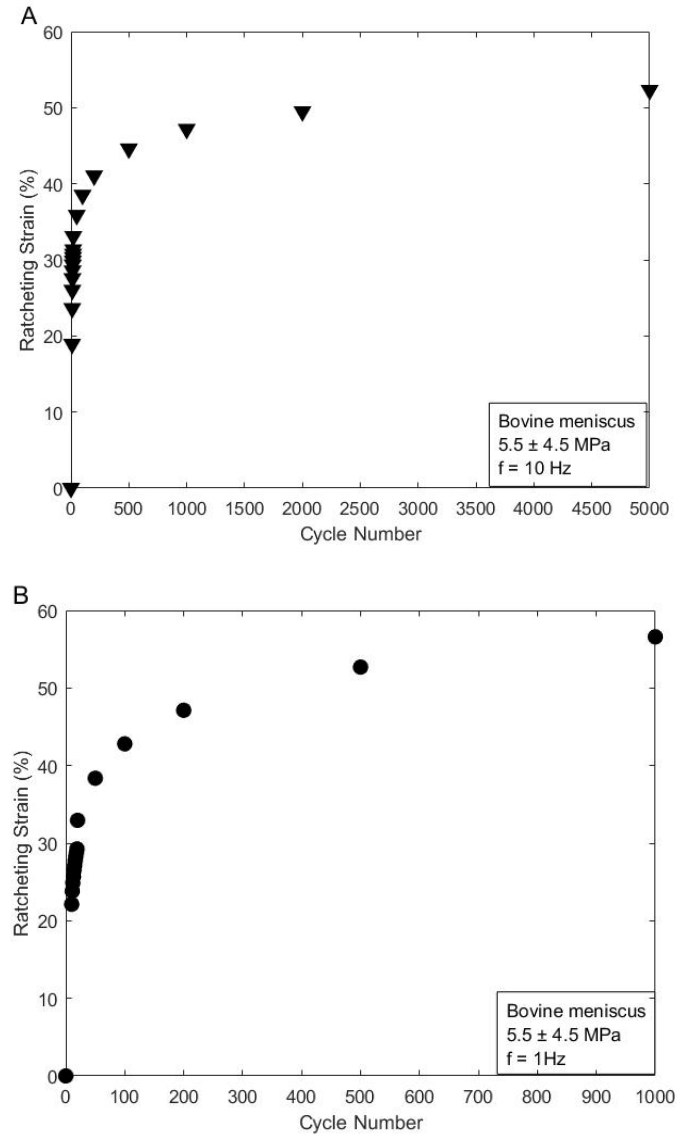 A
60
50
40
30
20
10
0
Ratcheting Strain (%)
Bovine meniscus
5.5 ± 4.5 MPa
f = 10 Hz
0 500 1000 1500 2000 2500 3000 3500 4000 4500 5000
Cycle Number
B
60
50
40
30
20
10
0
Ratcheting Strain (%)
Bovine meniscus
5.5 ± 4.5 MPa
f = 1Hz
0 100 200 300 400 500 600 700 800 900 1000
Cycle Number